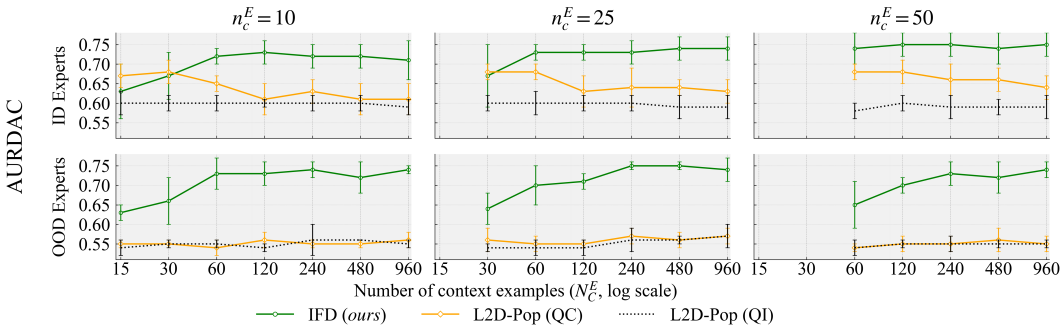 n_c^E = 10
n_c^E = 25
n_c^E = 50
AURDAC
ID Experts
0.75
0.70
0.65
0.60
0.55
OOD Experts
0.75
0.70
0.65
0.60
0.55
15 30 60 120 240 480 960
15 30 60 120 240 480 960
15 30 60 120 240 480 960
Number of context examples (N_C^E, log scale)
IFD (ours) L2D-Pop (QC) L2D-Pop (QI)